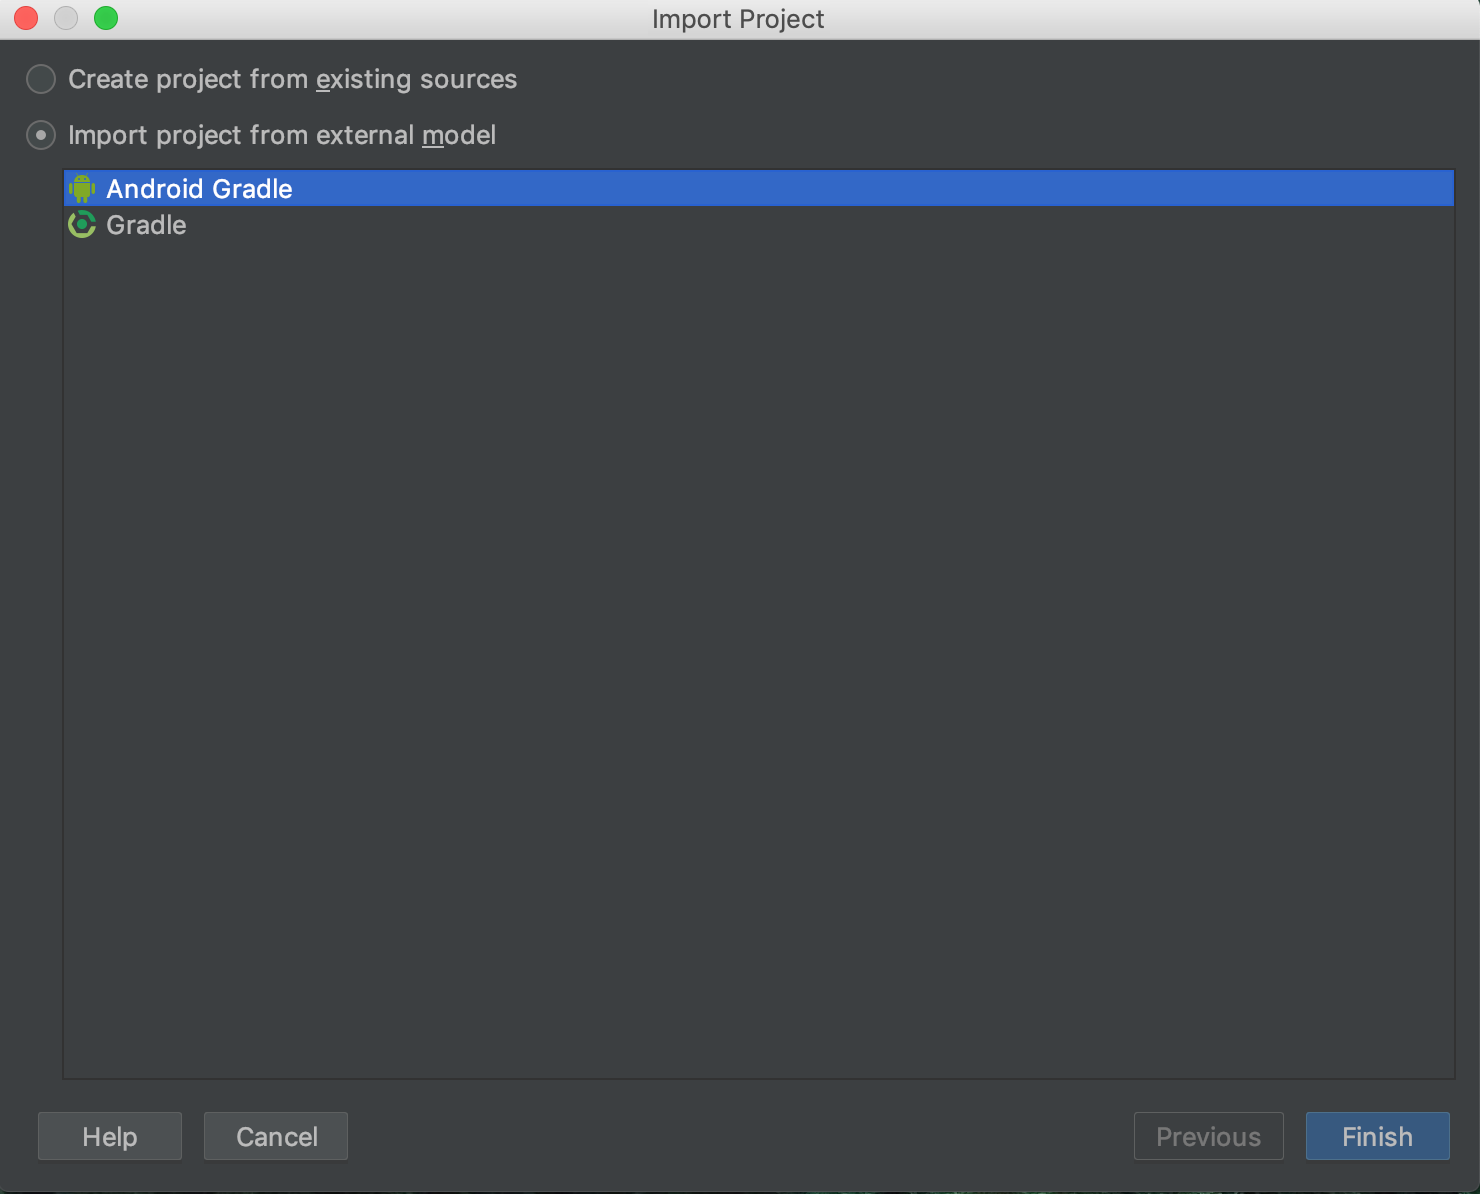 Import Project
Create project from existing sources
Import project from external model
Android Gradle
Gradle
Help Cancel Previous Finish